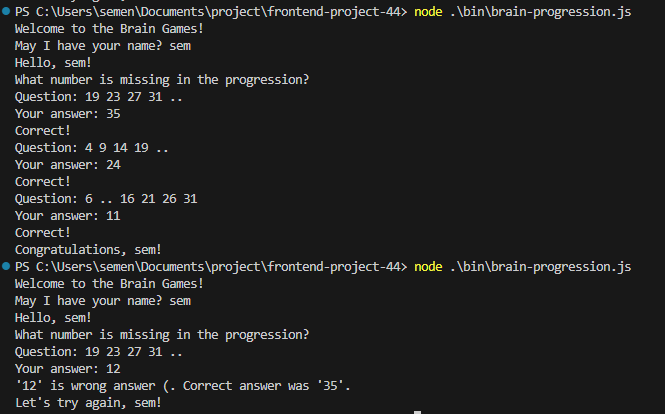 PS C:\Users\semen\Documents\project\frontend-project-44> node .\bin\brain-progression.js
Welcome to the Brain Games!
May I have your name? sem
Hello, sem!
What number is missing in the progression?
Question: 19 23 27 31 ..
Your answer: 35
Correct!
Question: 4 9 14 19 ..
Your answer: 24
Correct!
Question: 6 .. 16 21 26 31
Your answer: 11
Correct!
Congratulations, sem!
PS C:\Users\semen\Documents\project\frontend-project-44> node .\bin\brain-progression.js
Welcome to the Brain Games!
May I have your name? sem
Hello, sem!
What number is missing in the progression?
Question: 19 23 27 31 ..
Your answer: 12
'12' is wrong answer (. Correct answer was '35'.
Let's try again, sem!